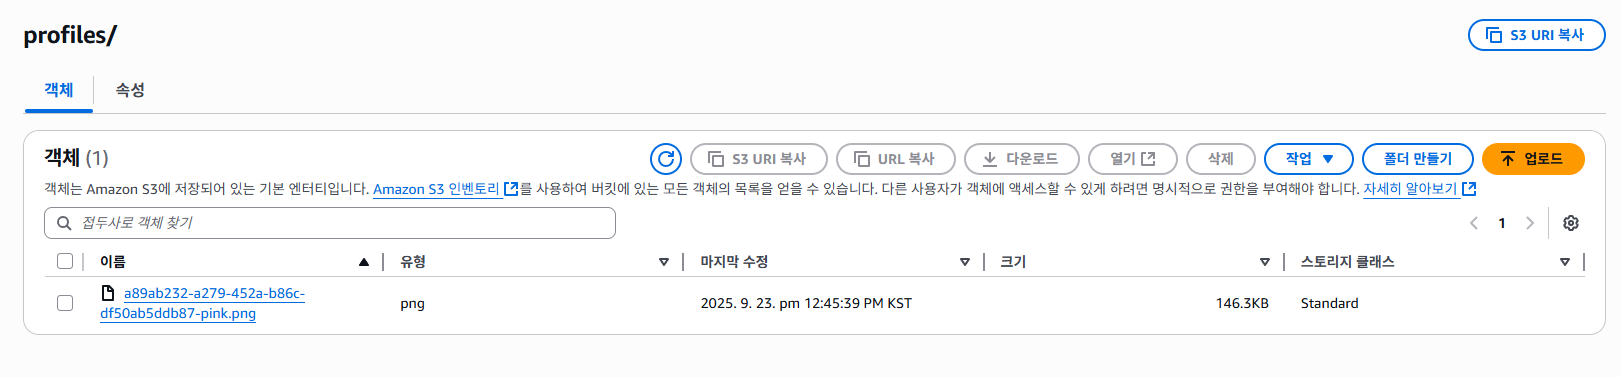 profiles/
S3 URI 복사
객체
속성
객체 (1)
S3 URI 복사
URL 복사
다운로드
열기
삭제
작업
폴더 만들기
업로드
객체는 Amazon S3에 저장되어 있는 기본 엔터티입니다. Amazon S3 인벤토리를 사용하여 버킷에 있는 모든 객체의 목록을 얻을 수 있습니다. 다른 사용자가 객체에 액세스할 수 있게 하려면 명시적으로 권한을 부여해야 합니다. 자세히 알아보기
접두사로 객체 찾기
1
이름
유형
마지막 수정
크기
스토리지 클래스
a89ab232-a279-452a-b86c-
df50ab5ddb87-pink.png
png
2025. 9. 23. pm 12:45:39 PM KST
146.3KB
Standard